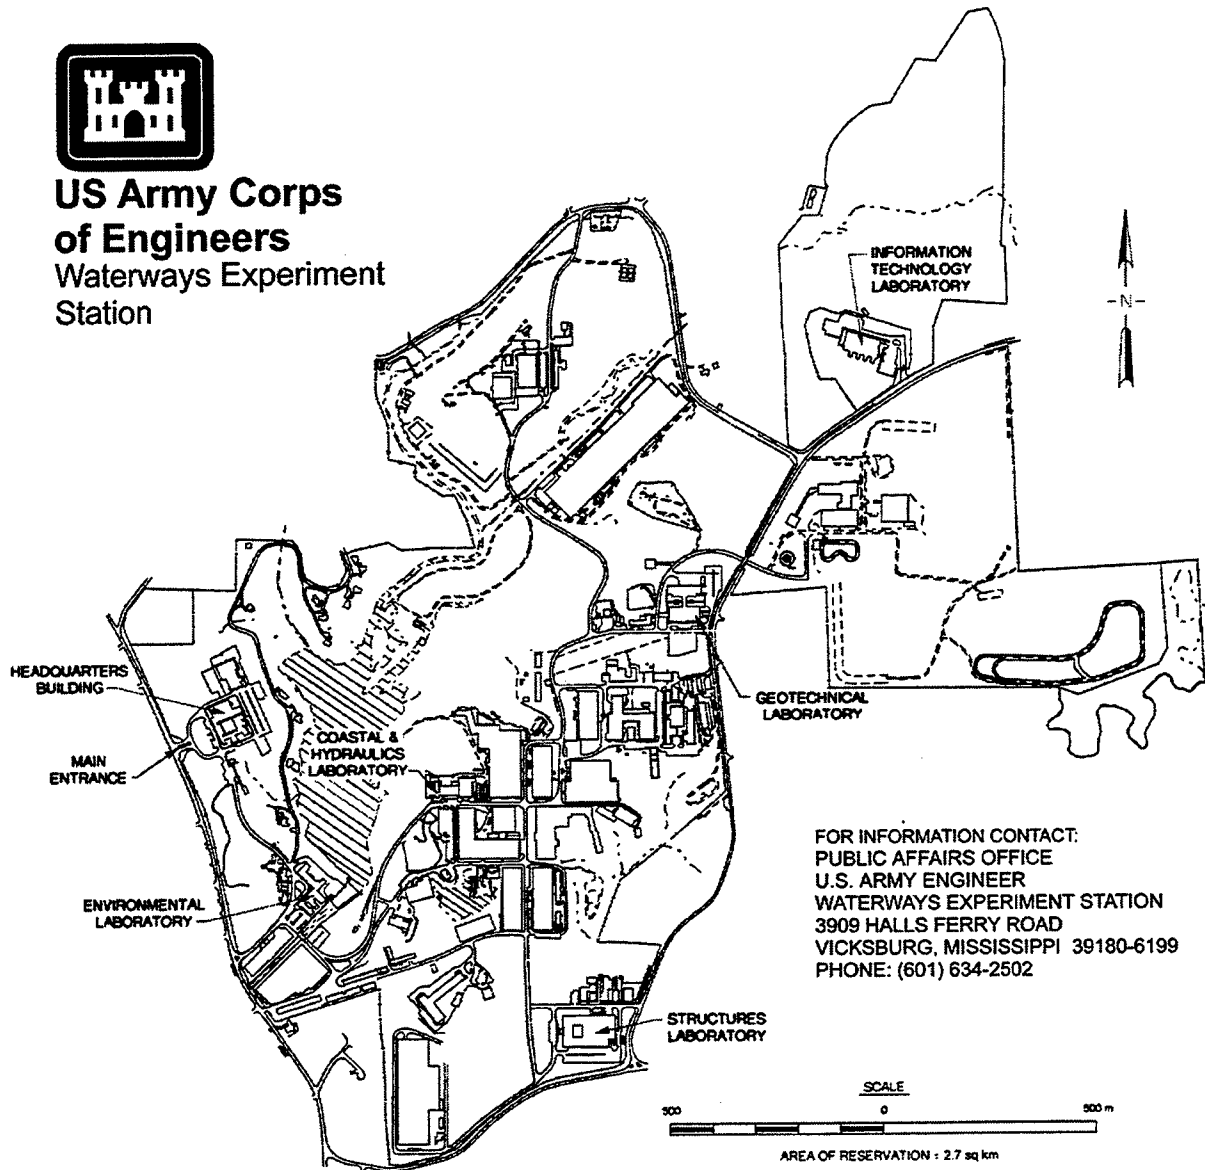 US Army Corps
of Engineers
Waterways Experiment
Station
INFORMATION
TECHNOLOGY
LABORATORY
N
HEADQUARTERS
BUILDING
MAIN
ENTRANCE
COASTAL &
HYDRAULICS
LABORATORY
GEOTECHNICAL
LABORATORY
ENVIRONMENTAL
LABORATORY
FOR INFORMATION CONTACT:
PUBLIC AFFAIRS OFFICE
U.S. ARMY ENGINEER
WATERWAYS EXPERIMENT STATION
3909 HALLS FERRY ROAD
VICKSBURG, MISSISSIPPI 39180-6199
PHONE: (601) 634-2502
STRUCTURES
LABORATORY
SCALE
500 0 500 m
AREA OF RESERVATION : 2.7 sq km